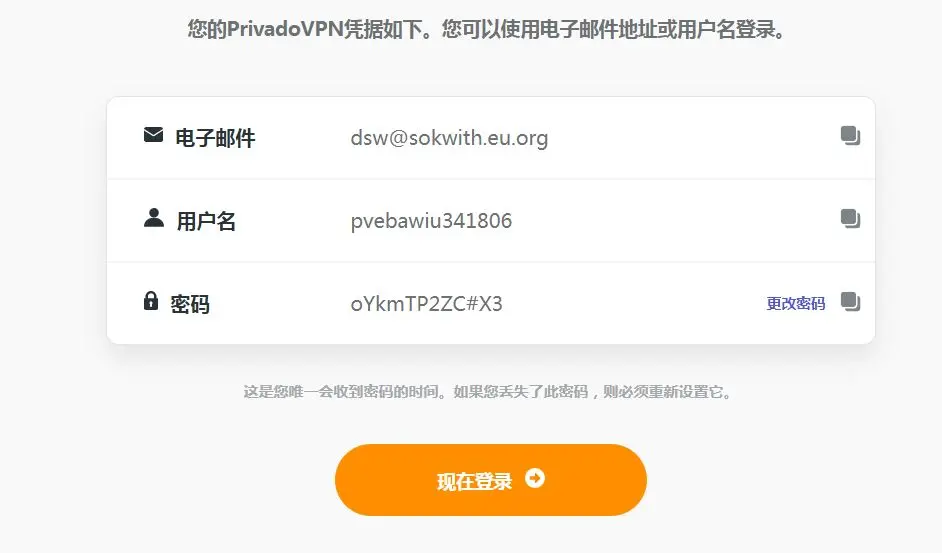 您的PrivadoVPN凭据如下。您可以使用电子邮件地址或用户名登录。
电子邮件 dsw@sokwith.eu.org
用户名 pvebawiu341806
密码 oYkmTP2ZC#X3 更改密码
这是您唯一会收到密码的时间。如果您丢失了此密码，则必须重新设置它。
现在登录